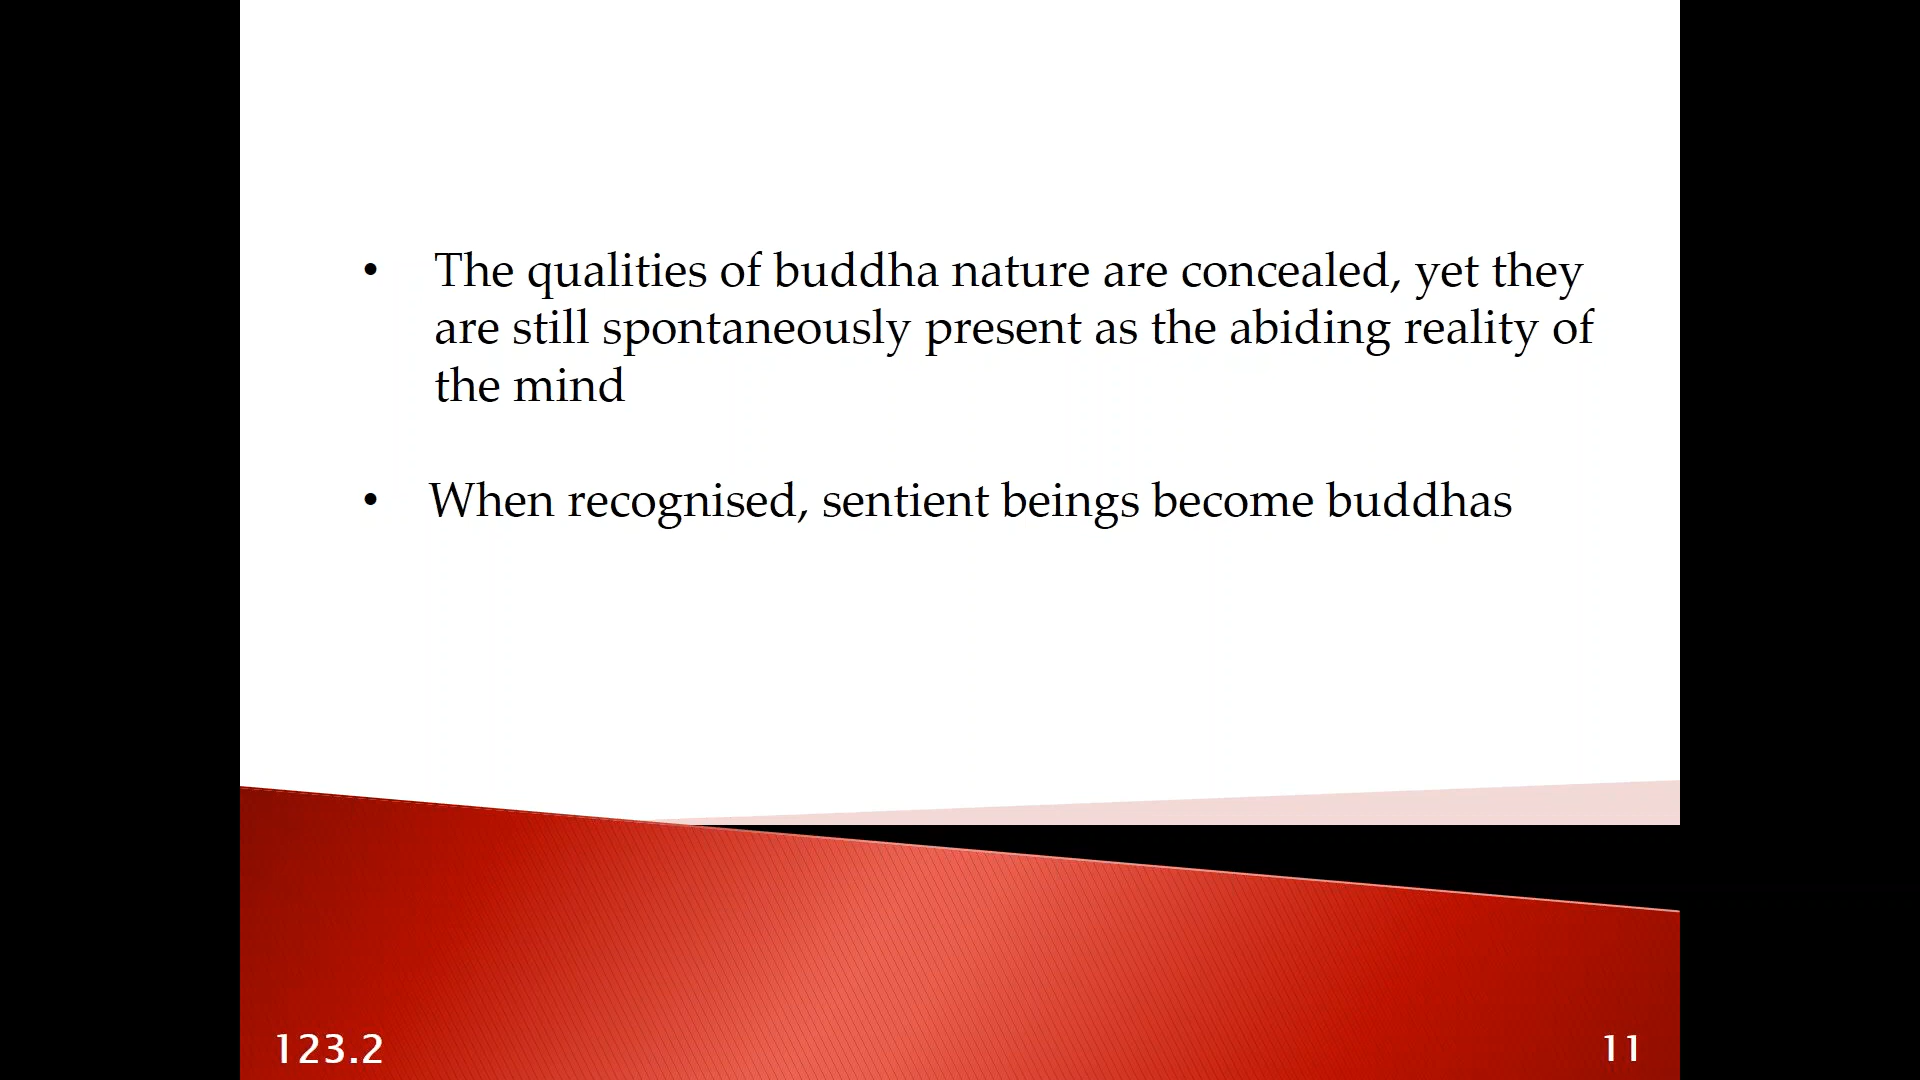 • The qualities of buddha nature are concealed, yet they
are still spontaneously present as the abiding reality of
the mind
• When recognised, sentient beings become buddhas
123.2
11